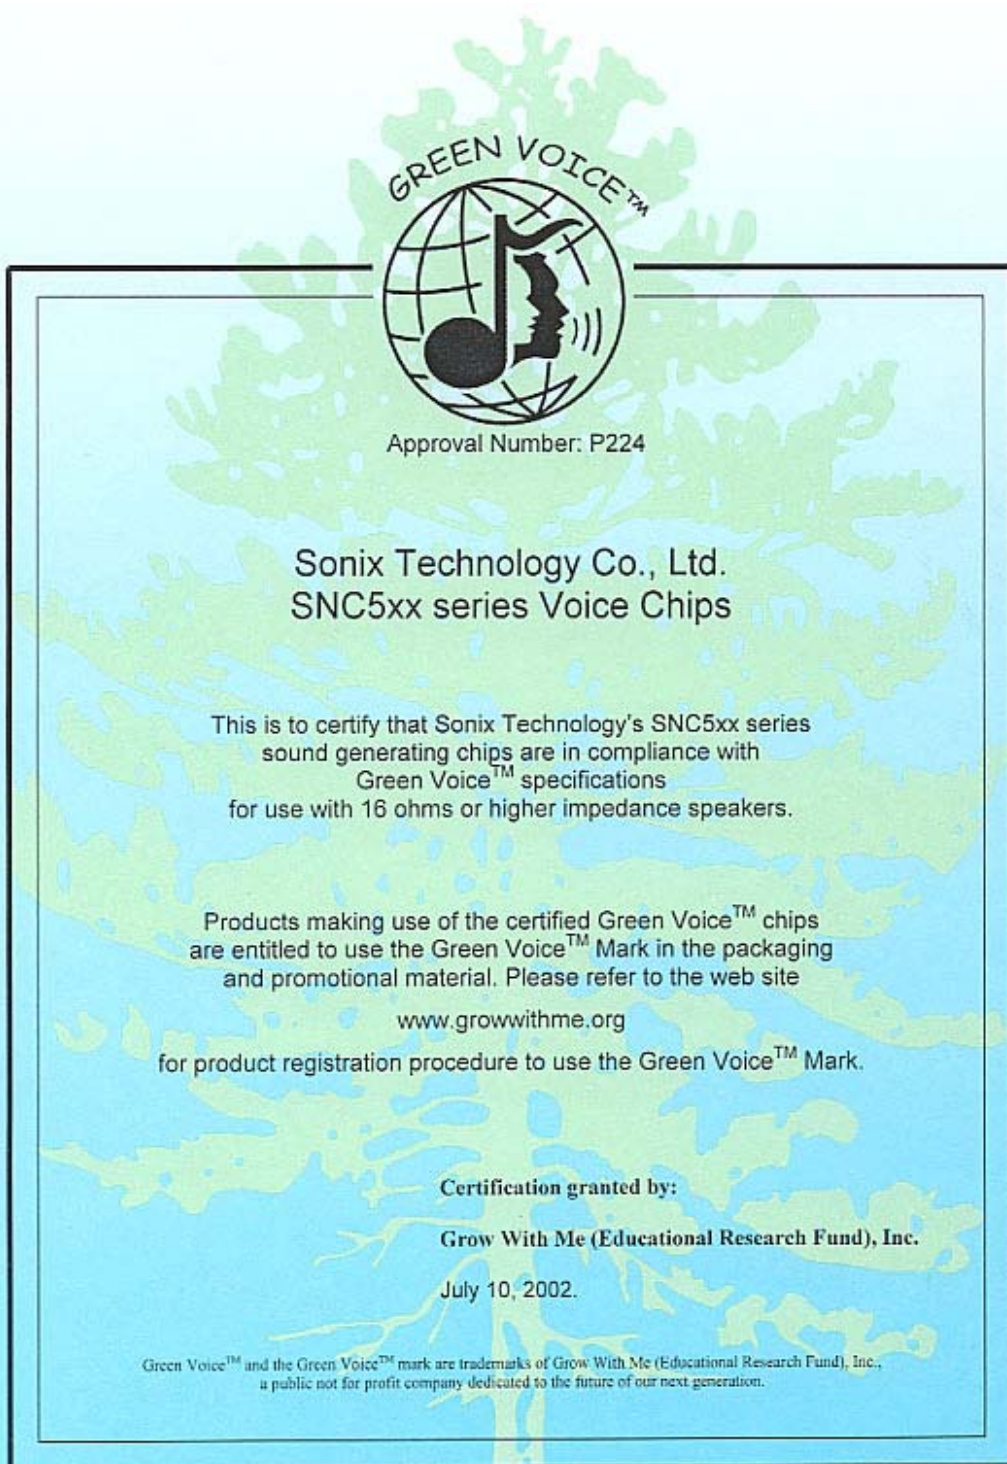 GREEN VOICE™
Approval Number: P224
Sonix Technology Co., Ltd.
SNC5xx series Voice Chips
This is to certify that Sonix Technology's SNC5xx series
sound generating chips are in compliance with
Green Voice™ specifications
for use with 16 ohms or higher impedance speakers.
Products making use of the certified Green Voice™ chips
are entitled to use the Green Voice™ Mark in the packaging
and promotional material. Please refer to the web site
www.growwithme.org
for product registration procedure to use the Green Voice™ Mark.
Certification granted by:
Grow With Me (Educational Research Fund), Inc.
July 10, 2002.
Green Voice™ and the Green Voice™ mark are trademarks of Grow With Me (Educational Research Fund), Inc.,
a public not for profit company dedicated to the future of our next generation.